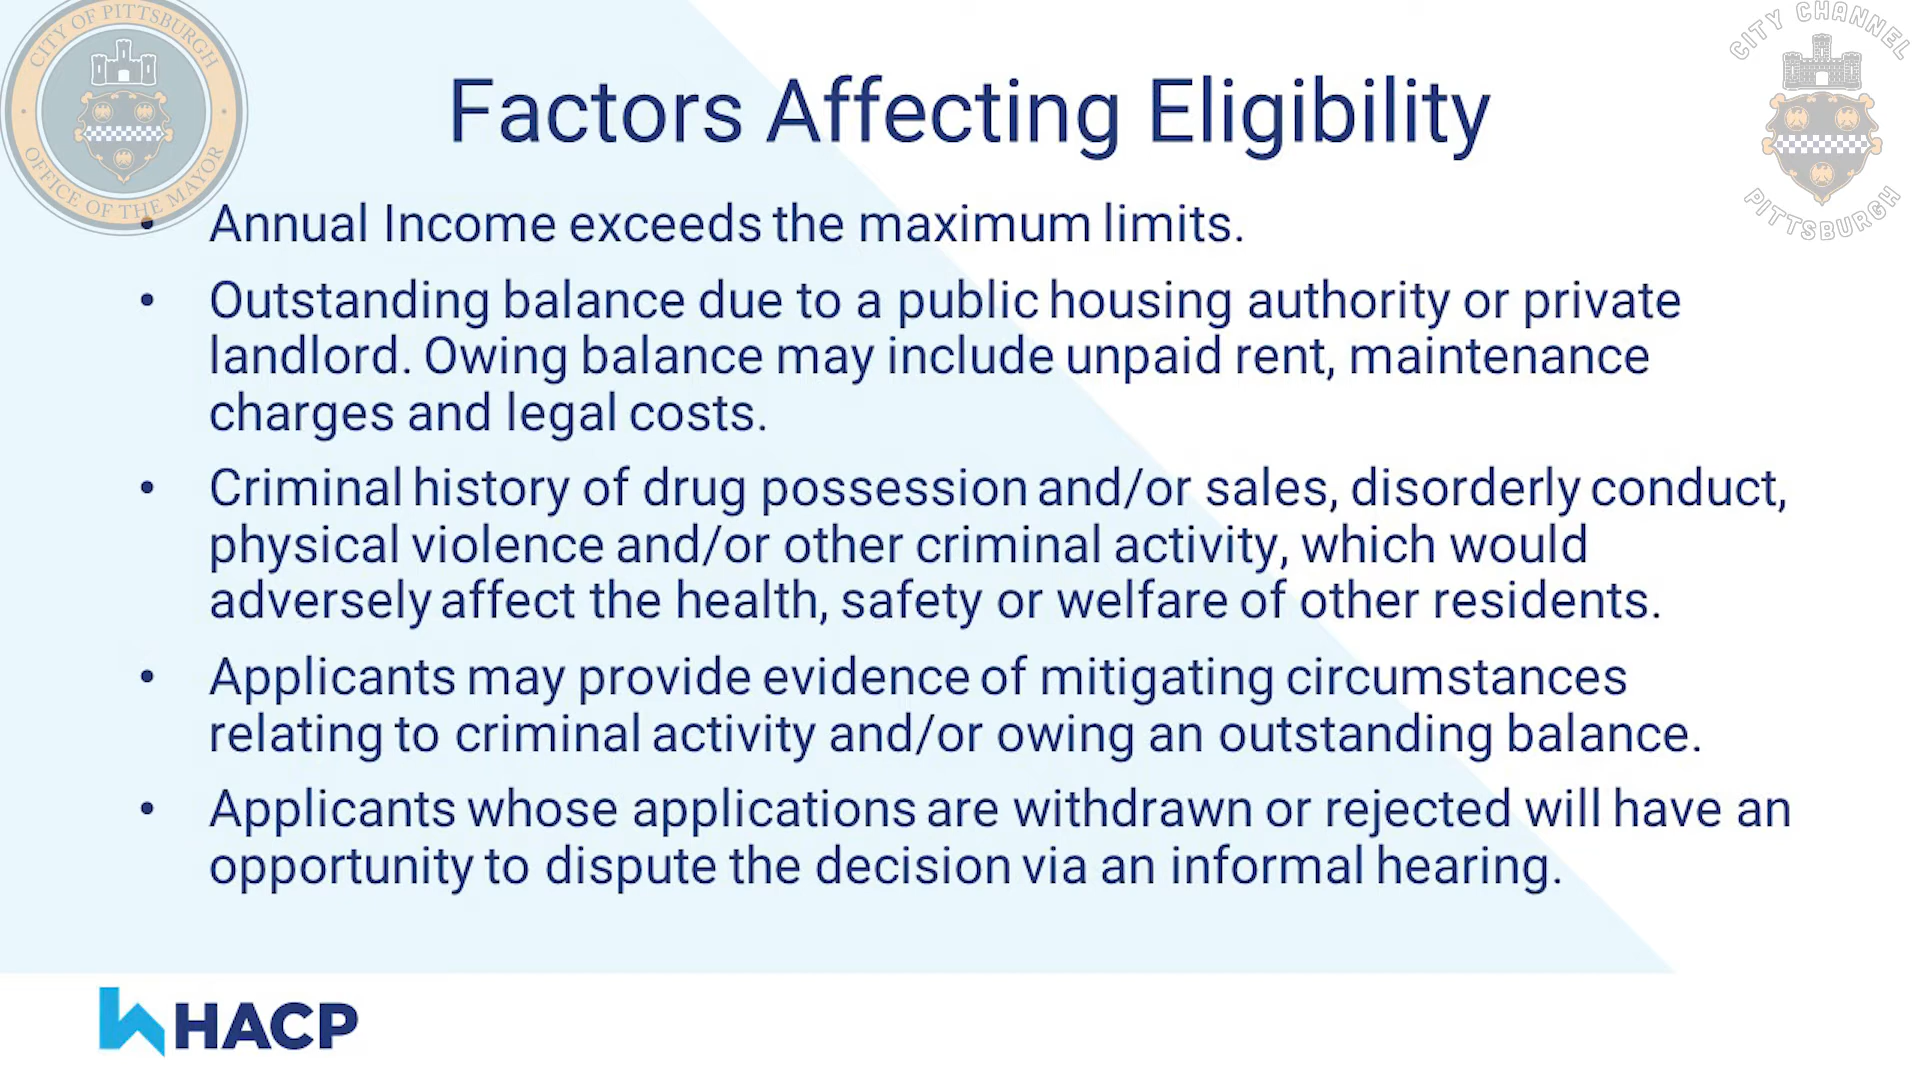 CITY OF PITTSBURGH
OFFICE OF THE MAYOR
CITY CHANNEL
PITTSBURGH
Factors Affecting Eligibility
• Annual Income exceeds the maximum limits.
• Outstanding balance due to a public housing authority or private
landlord. Owing balance may include unpaid rent, maintenance
charges and legal costs.
• Criminal history of drug possession and/or sales, disorderly conduct,
physical violence and/or other criminal activity, which would
adversely affect the health, safety or welfare of other residents.
• Applicants may provide evidence of mitigating circumstances
relating to criminal activity and/or owing an outstanding balance.
• Applicants whose applications are withdrawn or rejected will have an
opportunity to dispute the decision via an informal hearing.
HACP